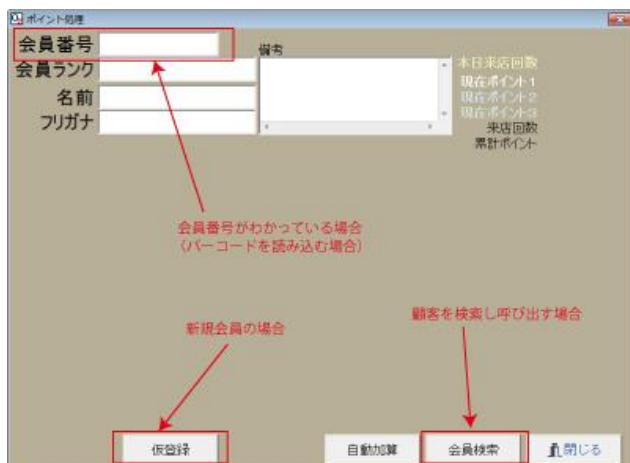 ポイント処理
会員番号
会員ランク
名前
フリガナ
備考
本日来店回数
現在ポイント1
現在ポイント2
現在ポイント3
来店回数
累計ポイント
会員番号がわかっている場合
(バーコードを読み込む場合)
新規会員の場合
顧客を検索し呼び出す場合
仮登録
自動加算
会員検索
閉じる